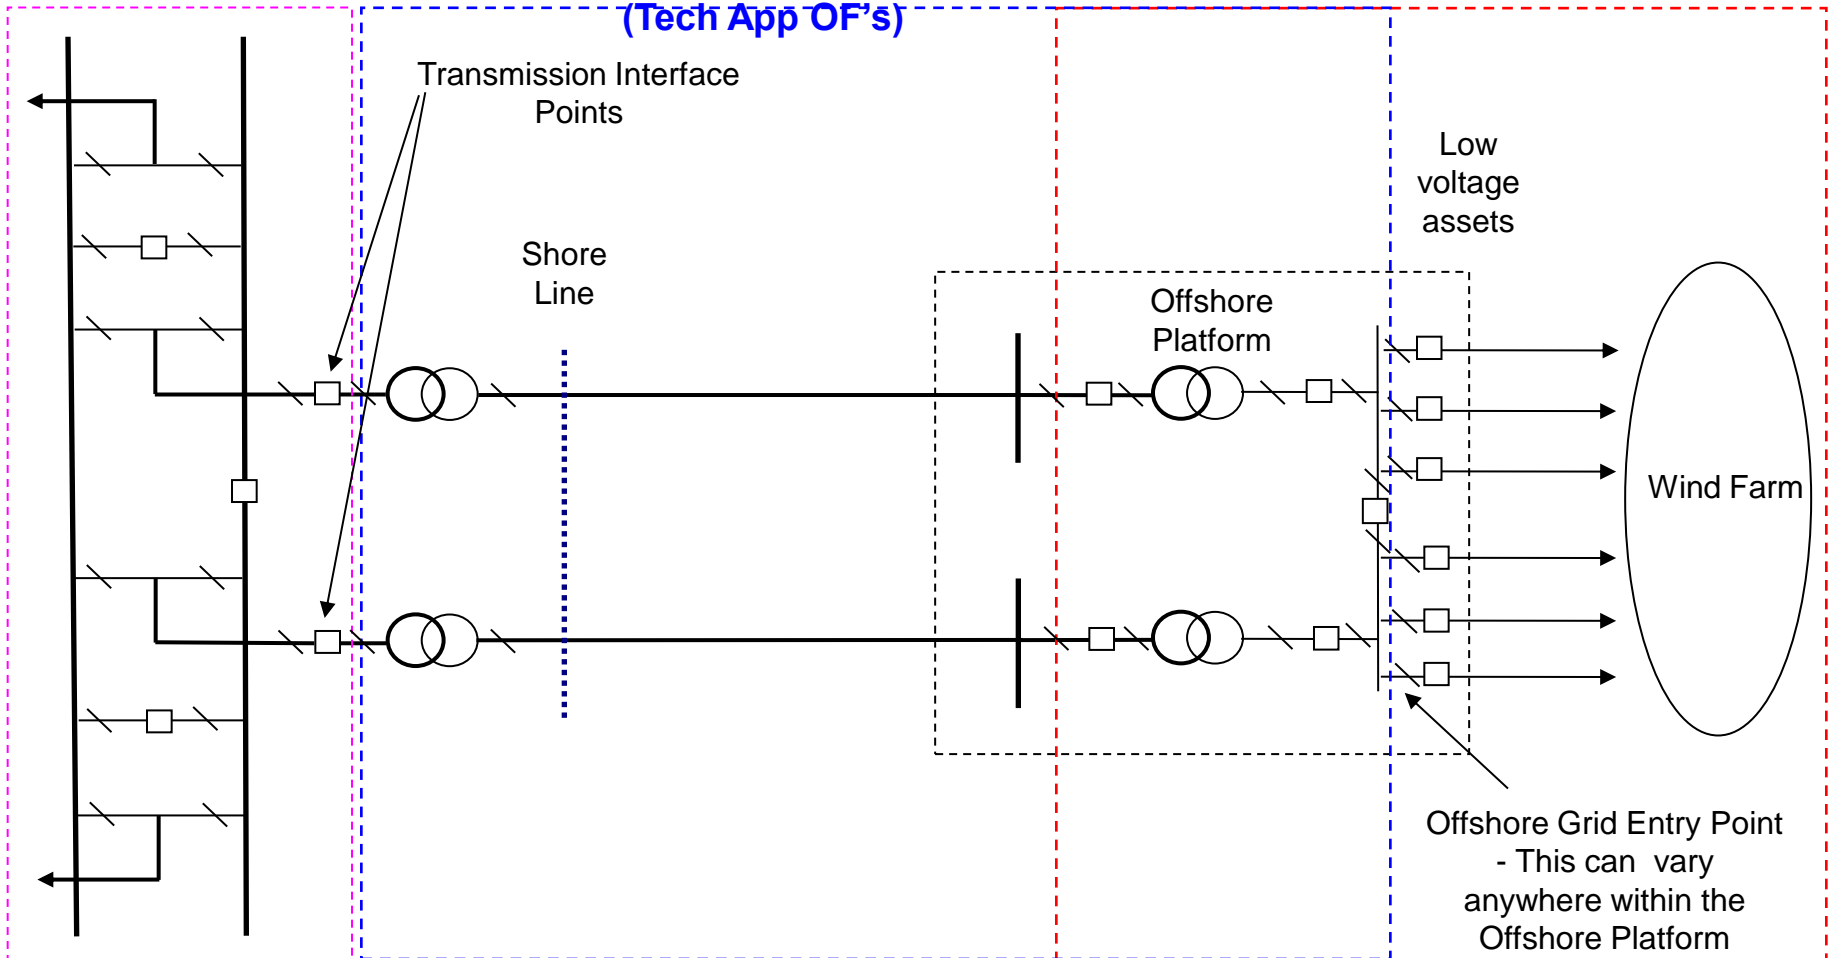 (Tech App OF’s)
Transmission Interface
Points
Low
voltage
assets
Shore
Line
Offshore
Platform
Wind Farm
Offshore Grid Entry Point
- This can  vary
anywhere within the
Offshore Platform